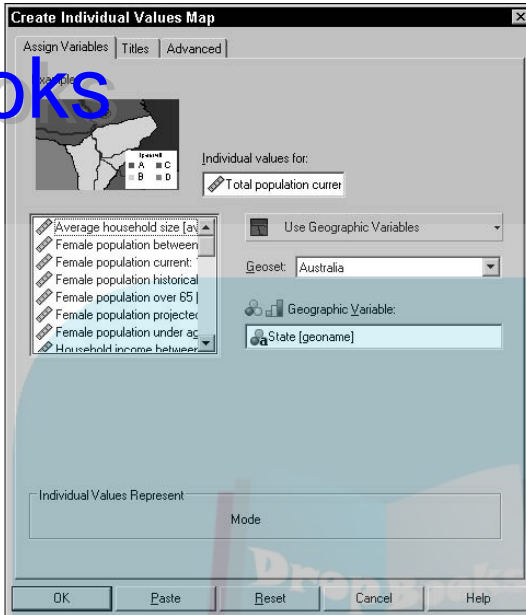 Create Individual Values Map
Assign Variables
Titles
Advanced
Example
oks
Spanwell
A
C
B
D
Individual values for:
Total population currer
Average household size [av
Female population between
Female population current:
Female population historical
Female population over 65 [
Female population projected
Female population under ag
Household income between
Use Geographic Variables
Geoset:
Australia
Geographic Variable:
State [geoname]
Individual Values Represent
Mode
DropBooks
OK
Paste
Reset
Cancel
Help